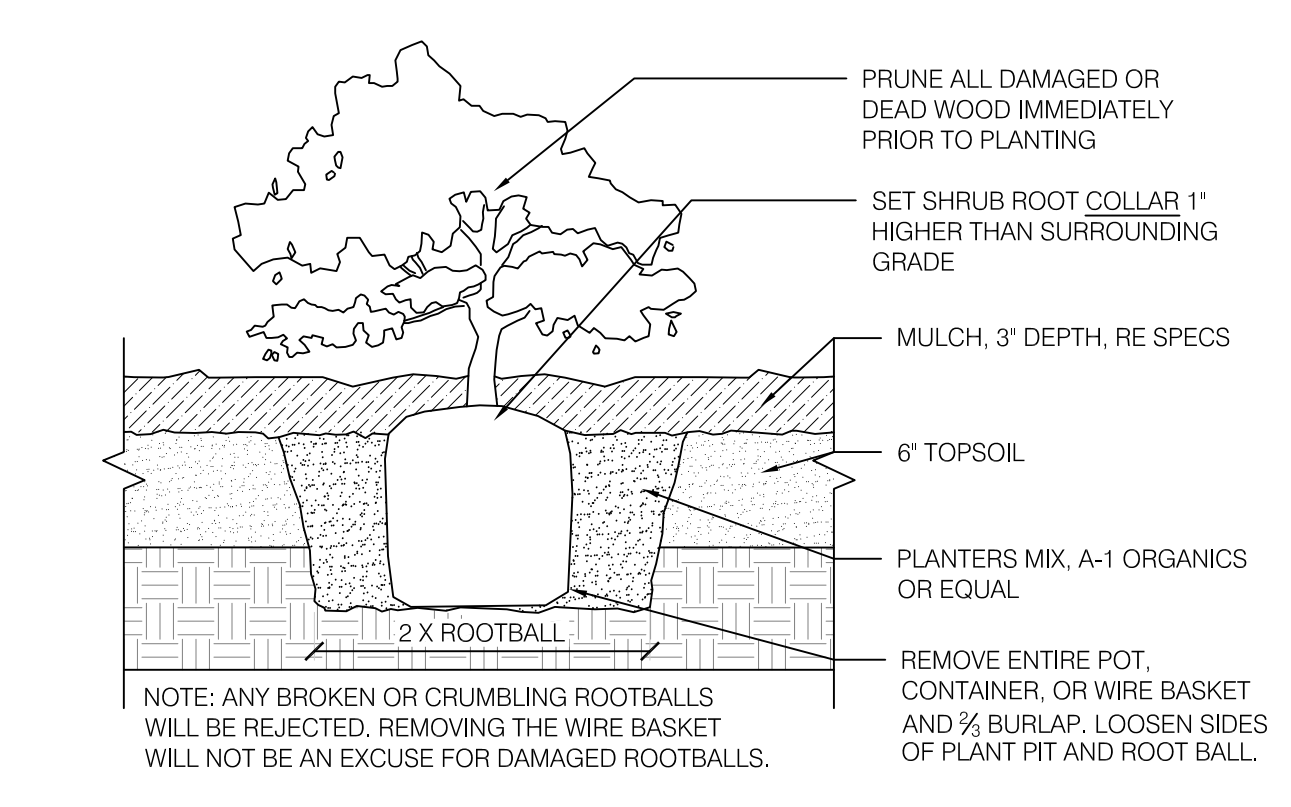 PRUNE ALL DAMAGED OR
DEAD WOOD IMMEDIATELY
PRIOR TO PLANTING
SET SHRUB ROOT COLLAR 1"
HIGHER THAN SURROUNDING
GRADE
MULCH, 3" DEPTH, RE SPECS
6" TOPSOIL
PLANTERS MIX, A-1 ORGANICS
OR EQUAL
2 X ROOTBALL
REMOVE ENTIRE POT,
CONTAINER, OR WIRE BASKET
AND ⅔ BURLAP. LOOSEN SIDES
OF PLANT PIT AND ROOT BALL.
NOTE: ANY BROKEN OR CRUMBLING ROOTBALLS
WILL BE REJECTED. REMOVING THE WIRE BASKET
WILL NOT BE AN EXCUSE FOR DAMAGED ROOTBALLS.